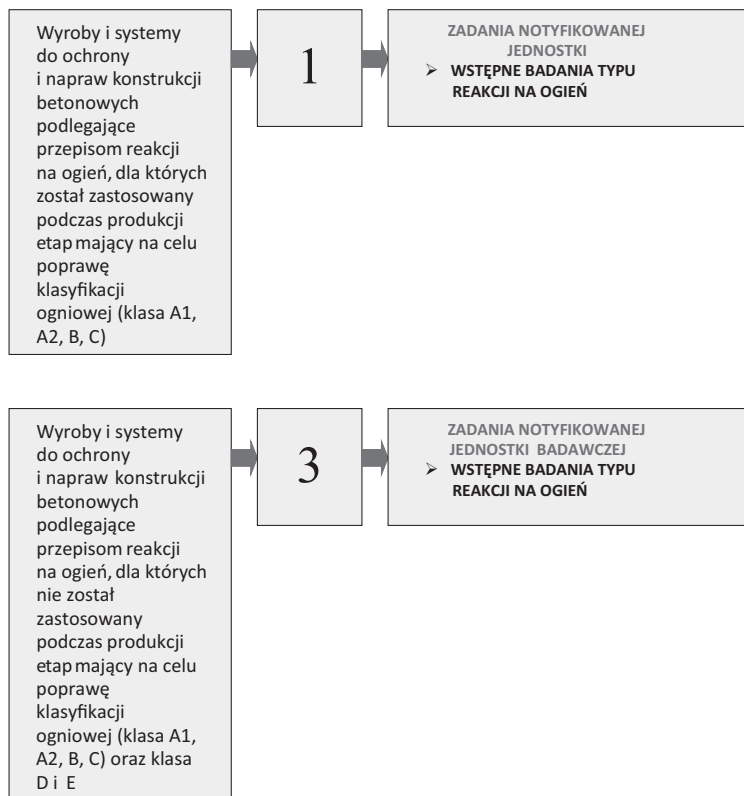 Wyroby i systemy
do ochrony
i napraw konstrukcji
betonowych
podlegające
przepisom reakcji
na ogień, dla których
został zastosowany
podczas produkcji
etap mający na celu
poprawę
klasyfikacji
ogniowej (klasa A1,
A2, B, C)
1
ZADANIA NOTYFIKOWANEJ
JEDNOSTKI
➢ WSTĘPNE BADANIA TYPU
REAKCJI NA OGIEŃ
Wyroby i systemy
do ochrony
i napraw konstrukcji
betonowych
podlegające
przepisom reakcji
na ogień, dla których
nie został
zastosowany
podczas produkcji
etap mający na celu
poprawę
klasyfikacji
ogniowej (klasa A1,
A2, B, C) oraz klasa
D i E
3
ZADANIA NOTYFIKOWANEJ
JEDNOSTKI BADAWCZEJ
➢ WSTĘPNE BADANIA TYPU
REAKCJI NA OGIEŃ